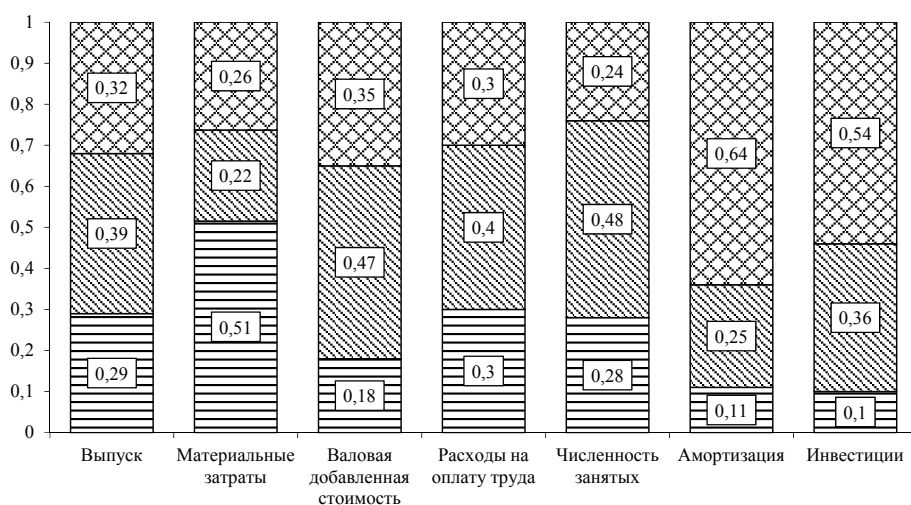 1
0,9
0,8
0,7
0,6
0,5
0,4
0,3
0,2
0,1
0
0,32
0,39
0,29
0,26
0,22
0,51
0,35
0,47
0,18
0,3
0,4
0,3
0,24
0,48
0,28
0,64
0,25
0,11
0,54
0,36
0,1
Выпуск
Материальные
затраты
Валовая
добавленная
стоимость
Расходы на
оплату труда
Численность
занятых
Амортизация
Инвестиции